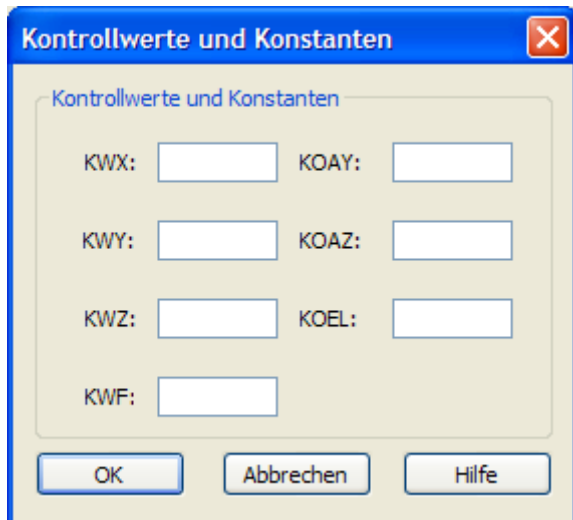 Kontrollwerte und Konstanten
Kontrollwerte und Konstanten
KWX: KOAY:
KWY: KOAZ:
KWZ: KOEL:
KWF:
OK Abbrechen Hilfe